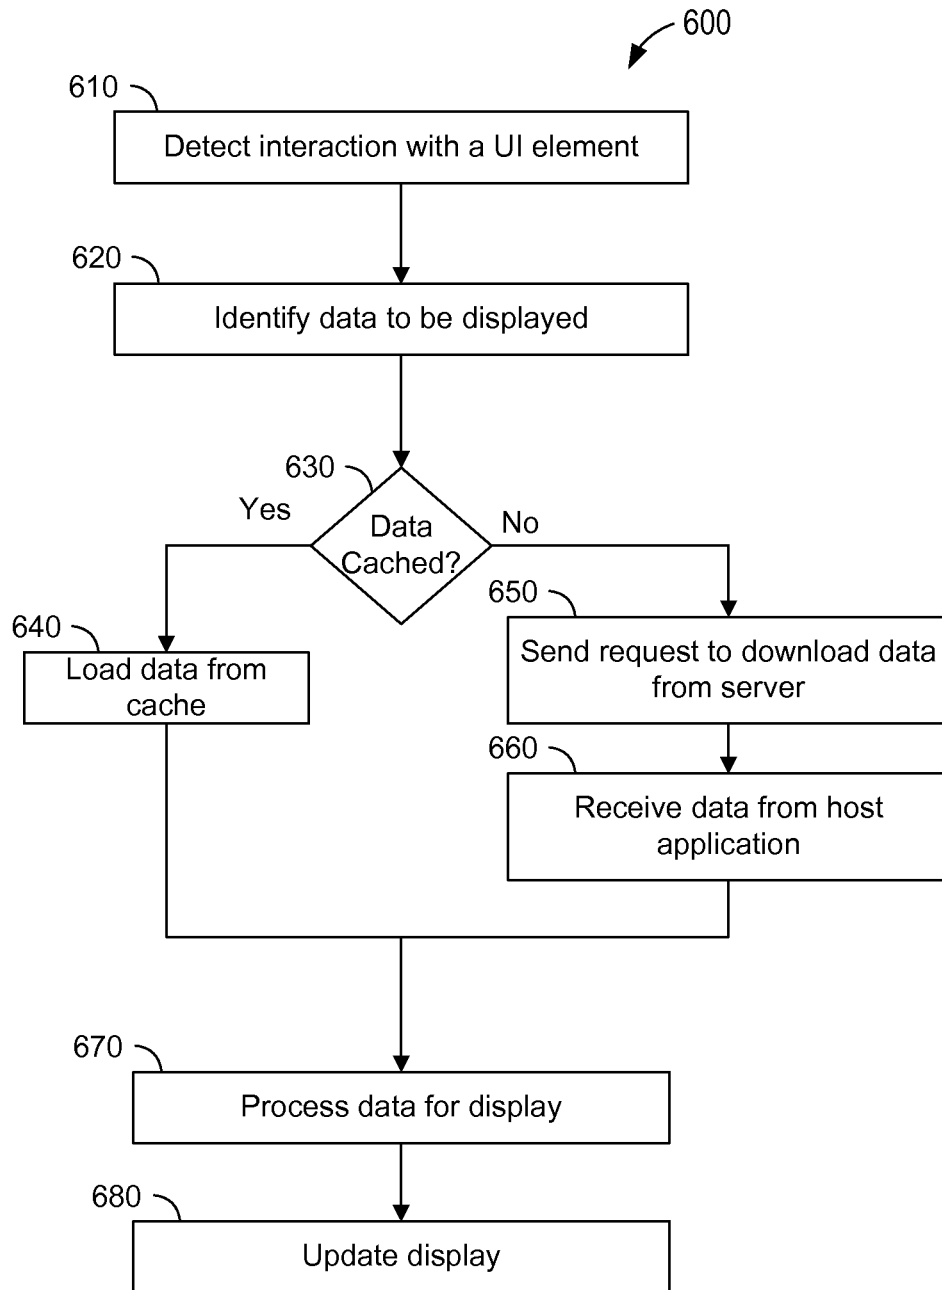 600
610
Detect interaction with a UI element
620
Identify data to be displayed
630
Yes
Data
Cached?
No
640
Load data from
cache
650
Send request to download data
from server
660
Receive data from host
application
670
Process data for display
680
Update display